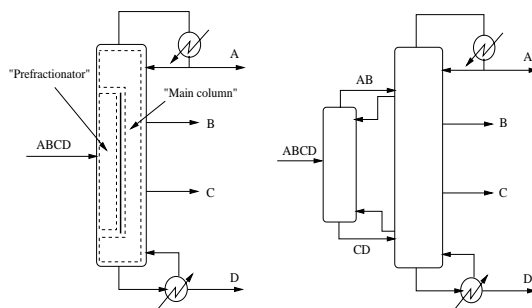 A
"Prefractionator"
"Main column"
B
ABCD
C
D
A
AB
B
ABCD
C
CD
D